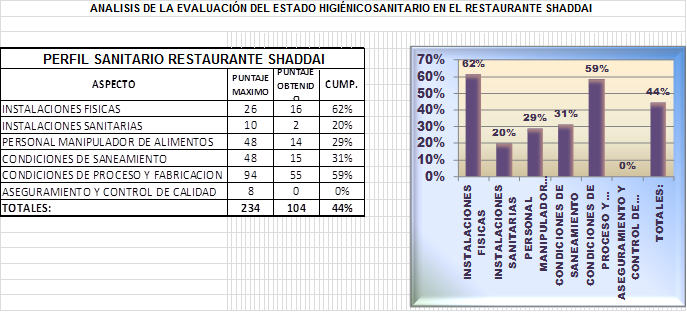 ANALISIS DE LA EVALUACIÓN DEL ESTADO HIGIÉNICOSANITARIO EN EL RESTAURANTE SHADDAI
PERFIL SANITARIO RESTAURANTE SHADDAI
ASPECTO PUNTAJE MAXIMO PUNTAJE OBTENIDO CUMP.
INSTALACIONES FISICAS 26 16 62%
INSTALACIONES SANITARIAS 10 2 20%
PERSONAL MANIPULADOR DE ALIMENTOS 48 14 29%
CONDICIONES DE SANEAMIENTO 48 15 31%
CONDICIONES DE PROCESO Y FABRICACION 94 55 59%
ASEGURAMIENTO Y CONTROL DE CALIDAD 8 0 0%
TOTALES: 234 104 44%
70%
60%
50%
40%
30%
20%
10%
0%
62%
20%
29%
31%
59%
0%
44%
INSTALACIONES FISICAS
INSTALACIONES SANITARIAS
PERSONAL MANIPULADOR...
CONDICIONES DE SANEAMIENTO
CONDICIONES DE PROCESO Y...
ASEGURAMIENTO Y CONTROL DE...
TOTALES: